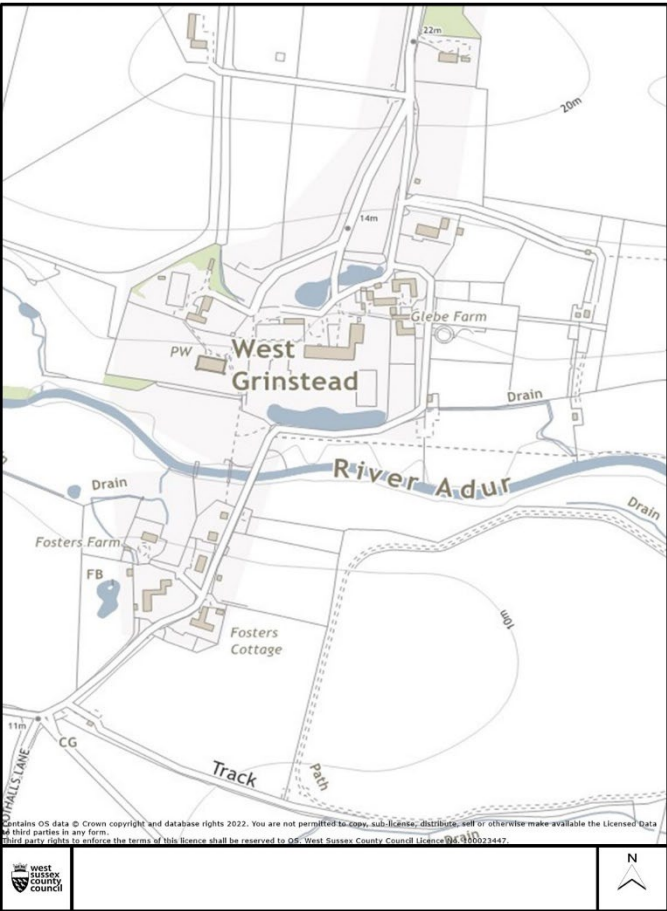 22m
20m
14m
Glebe Farm
PW
West
Grinstead
Drain
River Adur
Drain
Drain
Fosters Farm
FB
10m
Fosters
Cottage
11m
CG
Track
Path
Drain
Contains OS data © Crown copyright and database rights 2022. You are not permitted to copy, sub-license, distribute, sell or otherwise make available the Licensed Data
to third parties in any form.
Third party rights to enforce the terms of this licence shall be reserved to OS. West Sussex County Council Licence No. 100023447.
west
sussex
county
council
N